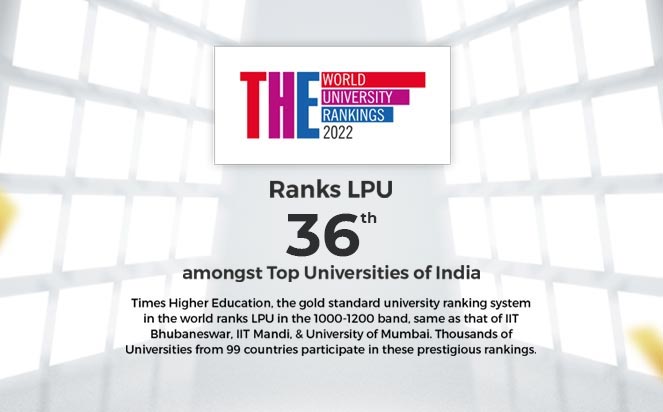 THE WORLD
UNIVERSITY
RANKINGS
2022
Ranks LPU
36th
amongst Top Universities of India
Times Higher Education, the gold standard university ranking system
in the world ranks LPU in the 1000-1200 band, same as that of IIT
Bhubaneswar, IIT Mandi, & University of Mumbai. Thousands of
Universities from 99 countries participate in these prestigious rankings.